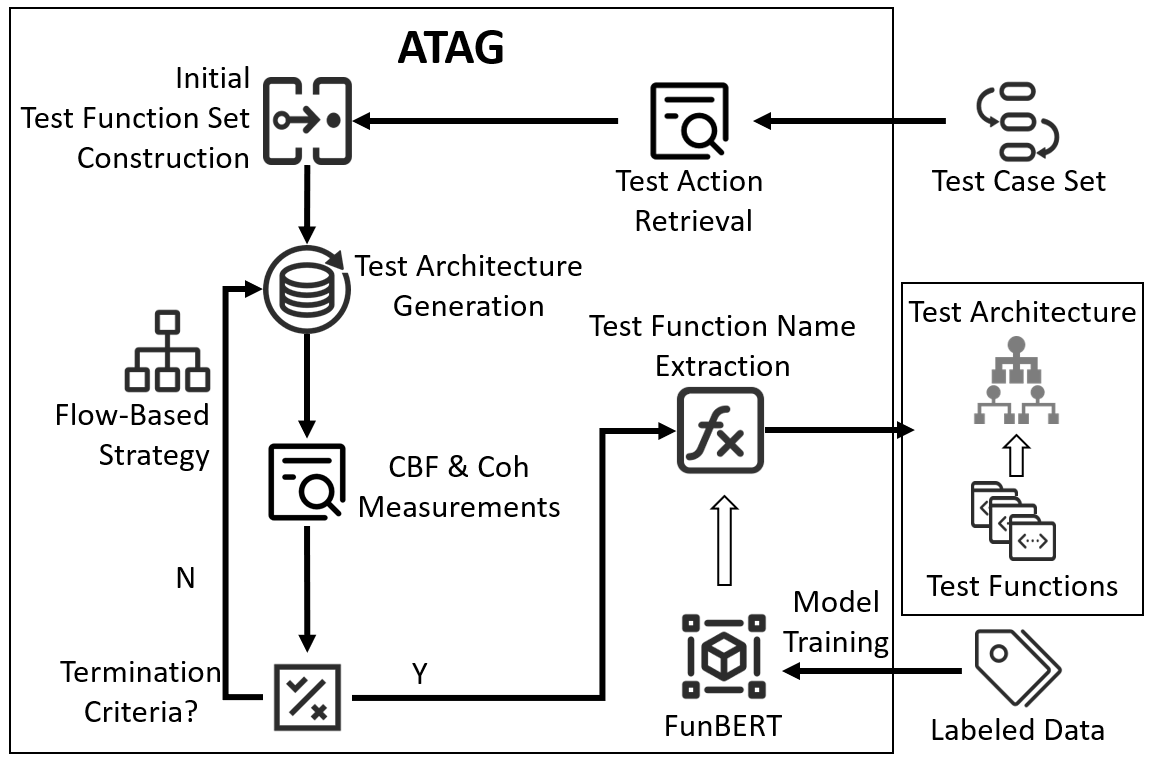 ATAG
Initial
Test Function Set
Construction
Test Action
Retrieval
Test Case Set
Test Architecture
Generation
Flow-Based
Strategy
CBF & Coh
Measurements
N
Termination
Criteria?
Y
Test Function Name
Extraction
fx
FunBERT
Model
Training
Labeled Data
Test Architecture
Test Functions